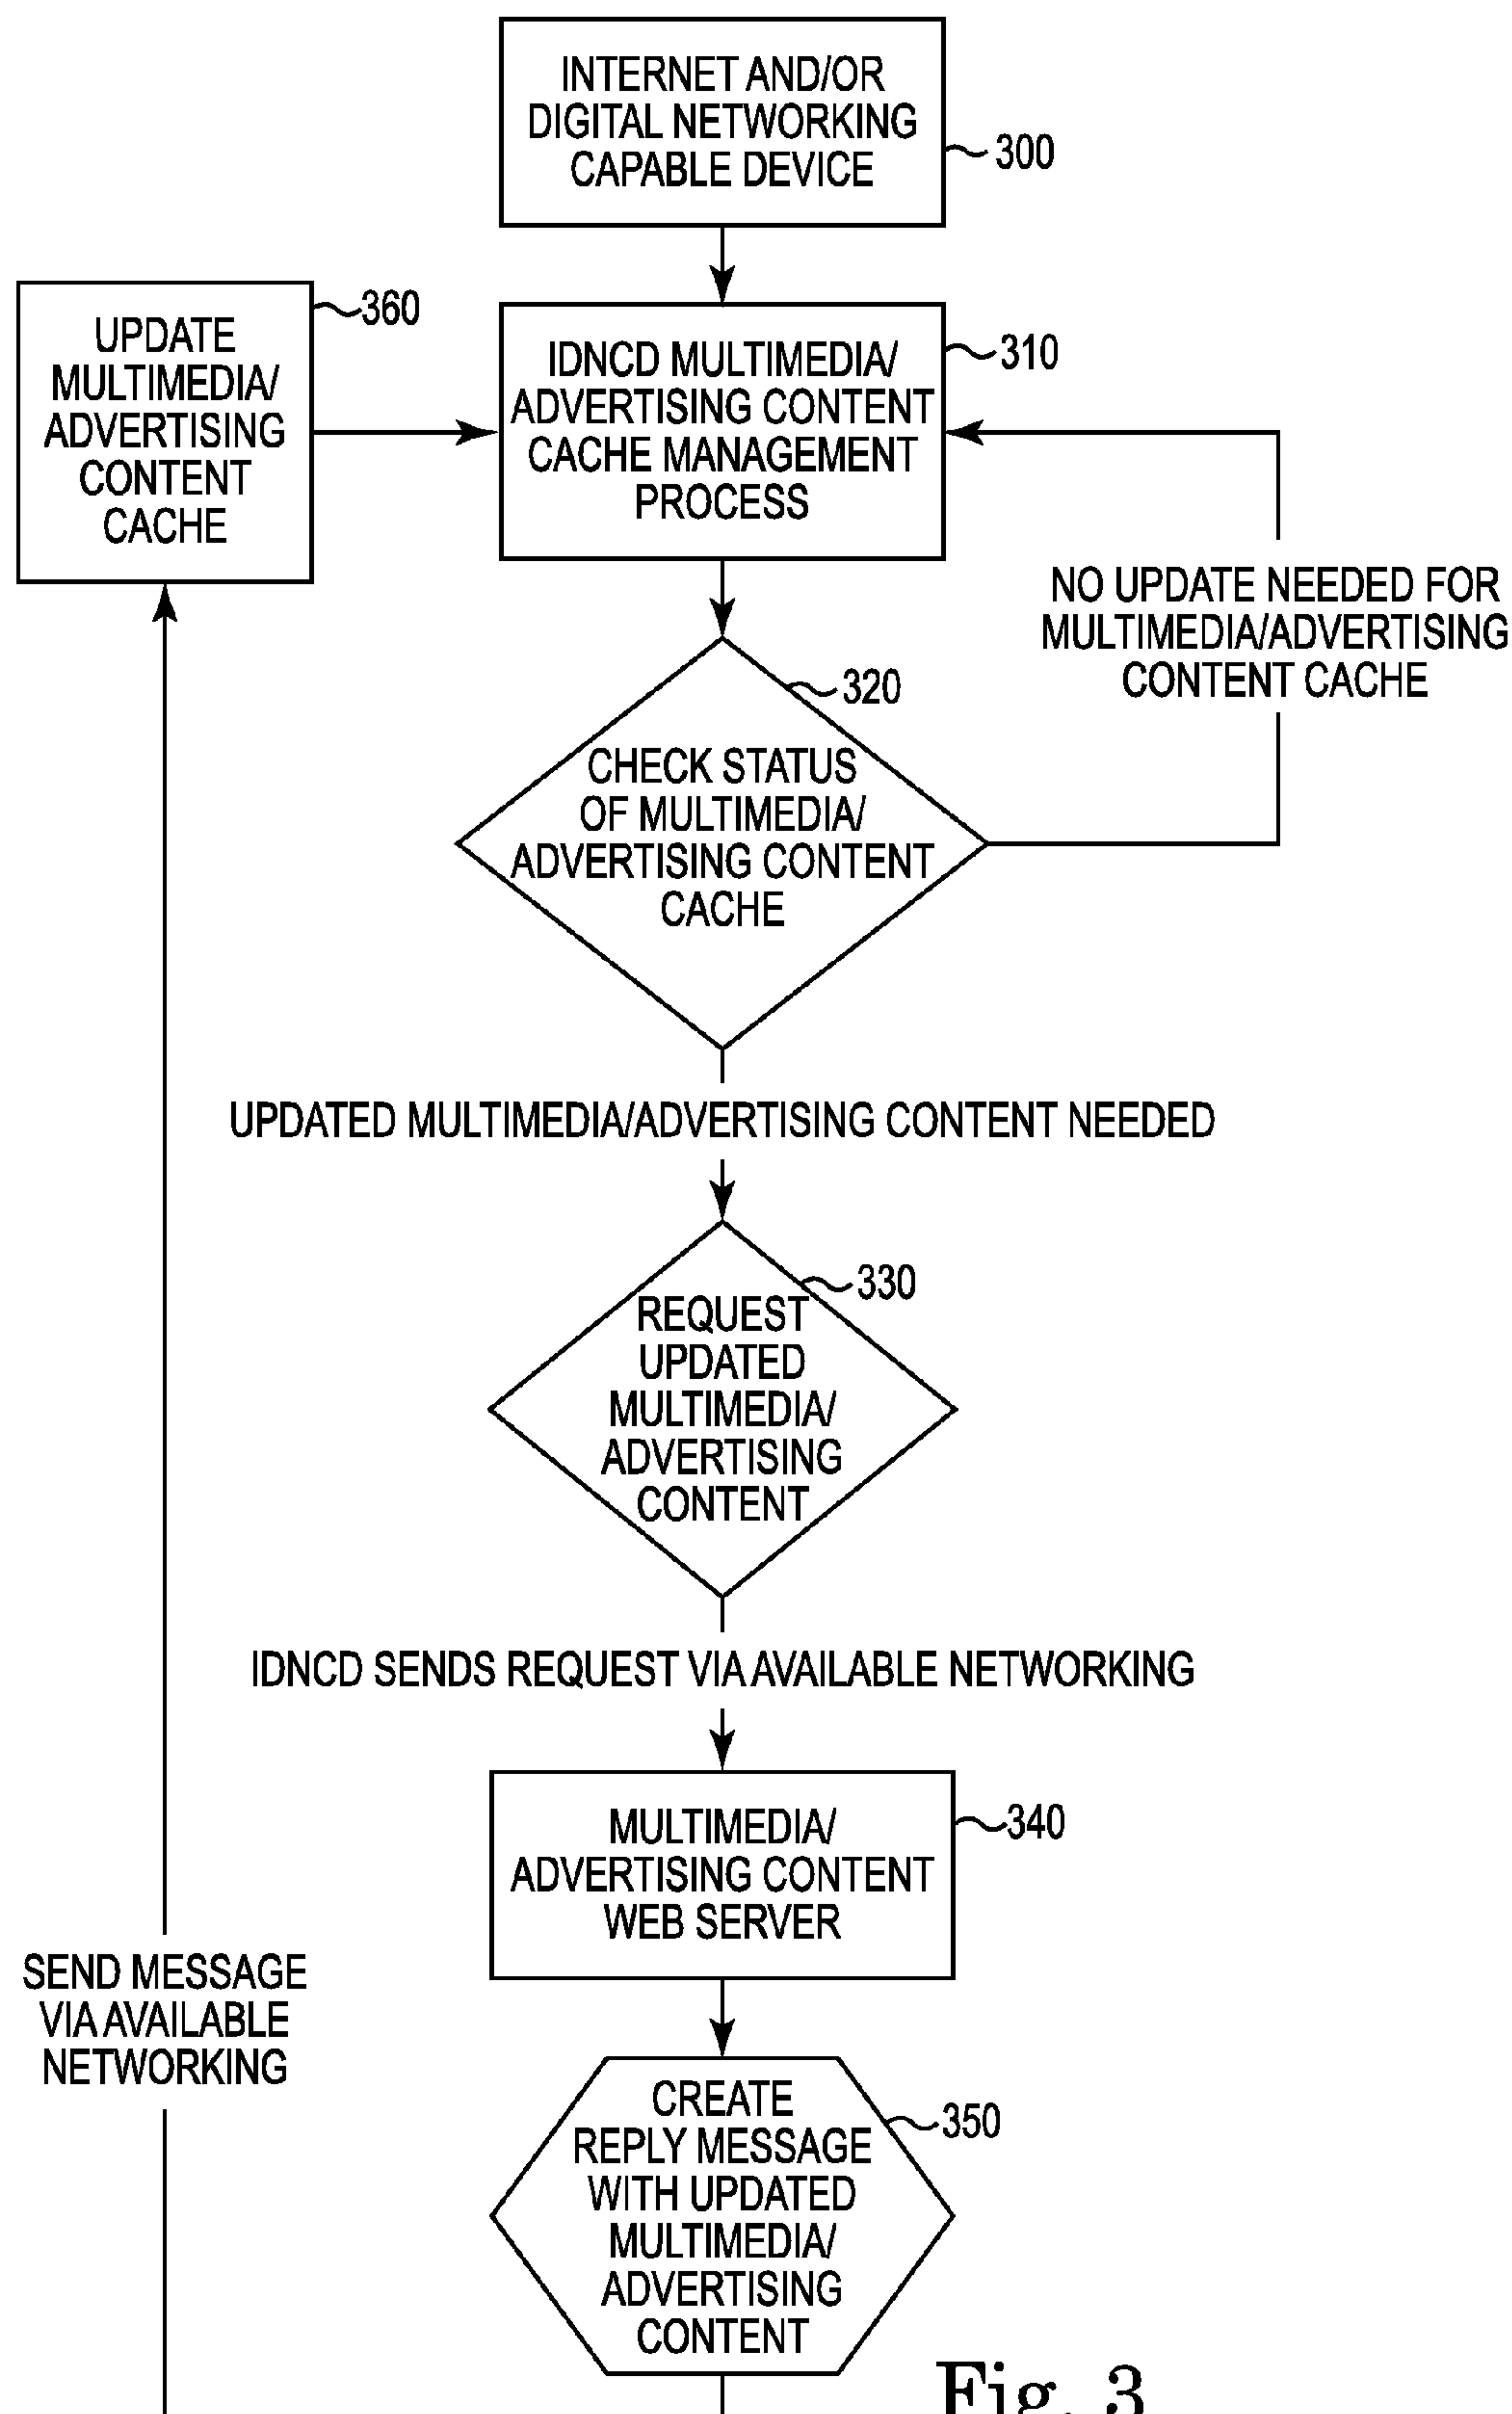 INTERNET AND/OR
DIGITAL NETWORKING
CAPABLE DEVICE
300
UPDATE
MULTIMEDIA/
ADVERTISING
CONTENT
CACHE
360
IDNCD MULTIMEDIA/
ADVERTISING CONTENT
CACHE MANAGEMENT
PROCESS
310
NO UPDATE NEEDED FOR
MULTIMEDIA/ADVERTISING
CONTENT CACHE
320
CHECK STATUS
OF MULTIMEDIA/
ADVERTISING CONTENT
CACHE
UPDATED MULTIMEDIA/ADVERTISING CONTENT NEEDED
330
REQUEST
UPDATED
MULTIMEDIA/
ADVERTISING
CONTENT
IDNCD SENDS REQUEST VIA AVAILABLE NETWORKING
MULTIMEDIA/
ADVERTISING CONTENT
WEB SERVER
340
SEND MESSAGE
VIA AVAILABLE
NETWORKING
CREATE
REPLY MESSAGE
WITH UPDATED
MULTIMEDIA/
ADVERTISING
CONTENT
350
Fig. 3